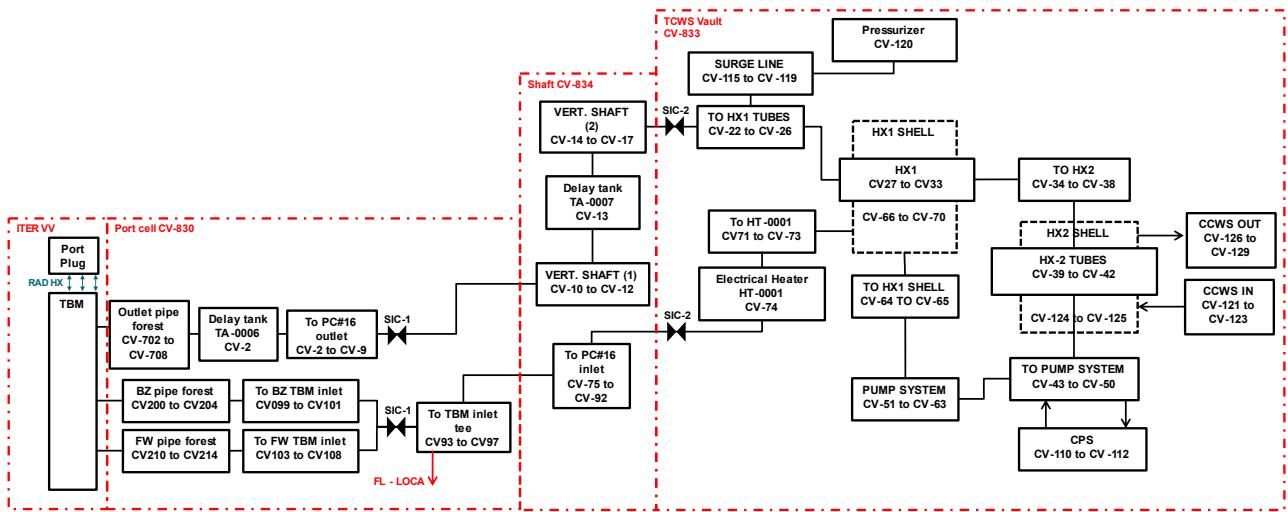 TCWS Vault
CV-833
Pressurizer
CV-120
SURGE LINE
CV-115 to CV -119
Shaft CV-834
VERT. SHAFT
(2)
CV-14 to CV-17
SIC-2
TO HX1 TUBES
CV-22 to CV-26
HX1 SHELL
HX1
CV27 to CV33
CV-66 to CV-70
TO HX2
CV-34 to CV-38
Delay tank
TA-0007
CV-13
To HT -0001
CV71 to CV-73
HX2 SHELL
HX-2 TUBES
CV-39 to CV-42
CV-124 to CV-125
CCWS OUT
CV-126 to
CV-129
CCWS IN
CV-121 to
CV-123
ITER VV
Port cell CV-830
Port
Plug
RAD HX
TBM
VERT. SHAFT (1)
CV-10 to CV-12
Electrical Heater
HT-0001
CV-74
TO HX1 SHELL
CV-64 TO CV-65
Outlet pipe
forest
CV-702 to
CV-708
Delay tank
TA-0006
CV-2
To PC#16
outlet
CV-2 to CV-9
SIC-1
SIC-2
To PC#16
inlet
CV-75 to
CV-92
BZ pipe forest
CV200 to CV204
To BZ TBM inlet
CV099 to CV101
SIC-1
To TBM inlet
tee
CV93 to CV97
FW pipe forest
CV210 to CV214
To FW TBM inlet
CV103 to CV108
FL - LOCA
PUMP SYSTEM
CV-51 to CV-63
TO PUMP SYSTEM
CV-43 to CV-50
CPS
CV-110 to CV -112